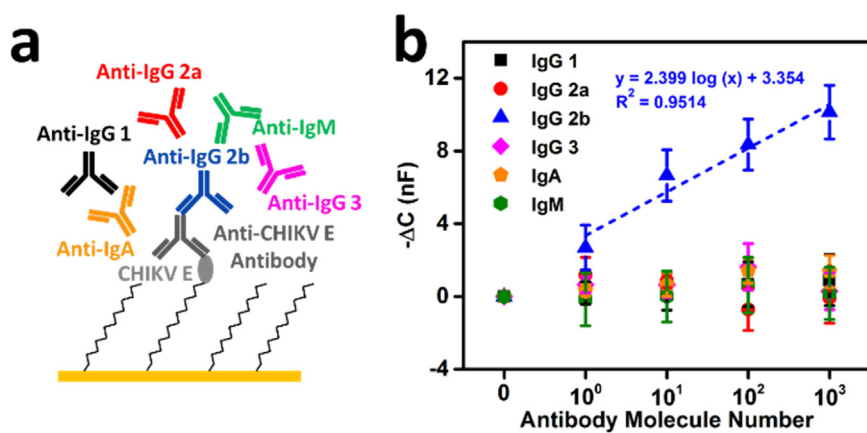 a
Anti-IgG 2a
Anti-IgM
Anti-IgG 1
Anti-IgG 2b
Anti-IgG 3
Anti-IgA
Anti-CHIKV E
Antibody
CHIKV E
b
IgG 1
IgG 2a
IgG 2b
IgG 3
IgA
IgM
y = 2.399 log (x) + 3.354
R² = 0.9514
-ΔC (nF)
12
8
4
0
-4
0 10⁰ 10¹ 10² 10³
Antibody Molecule Number